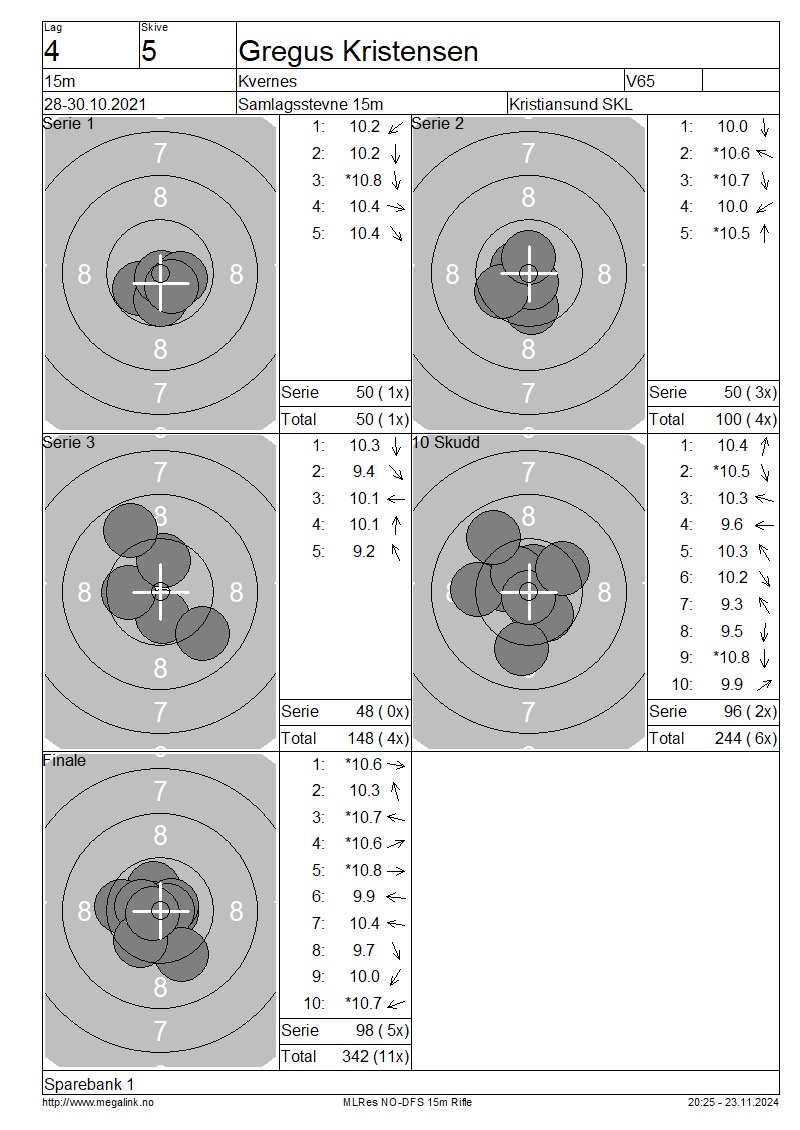 Lag
Skive
4
5
Gregus Kristensen
15m
Kvernes
V65
28-30.10.2021
Samlagsstevne 15m
Kristiansund SKL
Serie 1
7
8
8
8
8
7
1: 10.2
2: 10.2
3: *10.8
4: 10.4
5: 10.4
Serie 50 ( 1x)
Total 50 ( 1x)
Serie 2
7
8
8
8
8
7
1: 10.0
2: *10.6
3: *10.7
4: 10.0
5: *10.5
Serie 50 ( 3x)
Total 100 ( 4x)
Serie 3
7
8
8
8
8
7
1: 10.3
2: 9.4
3: 10.1
4: 10.1
5: 9.2
Serie 48 ( 0x)
Total 148 ( 4x)
10 Skudd
7
8
8
8
8
7
1: 10.4
2: *10.5
3: 10.3
4: 9.6
5: 10.3
6: 10.2
7: 9.3
8: 9.5
9: *10.8
10: 9.9
Serie 96 ( 2x)
Total 244 ( 6x)
Finale
7
8
8
8
8
7
1: *10.6
2: 10.3
3: *10.7
4: *10.6
5: *10.8
6: 9.9
7: 10.4
8: 9.7
9: 10.0
10: *10.7
Serie 98 ( 5x)
Total 342 (11x)
Sparebank 1
http://www.megalink.no
MLRes NO-DFS 15m Rifle
20:25 - 23.11.2024